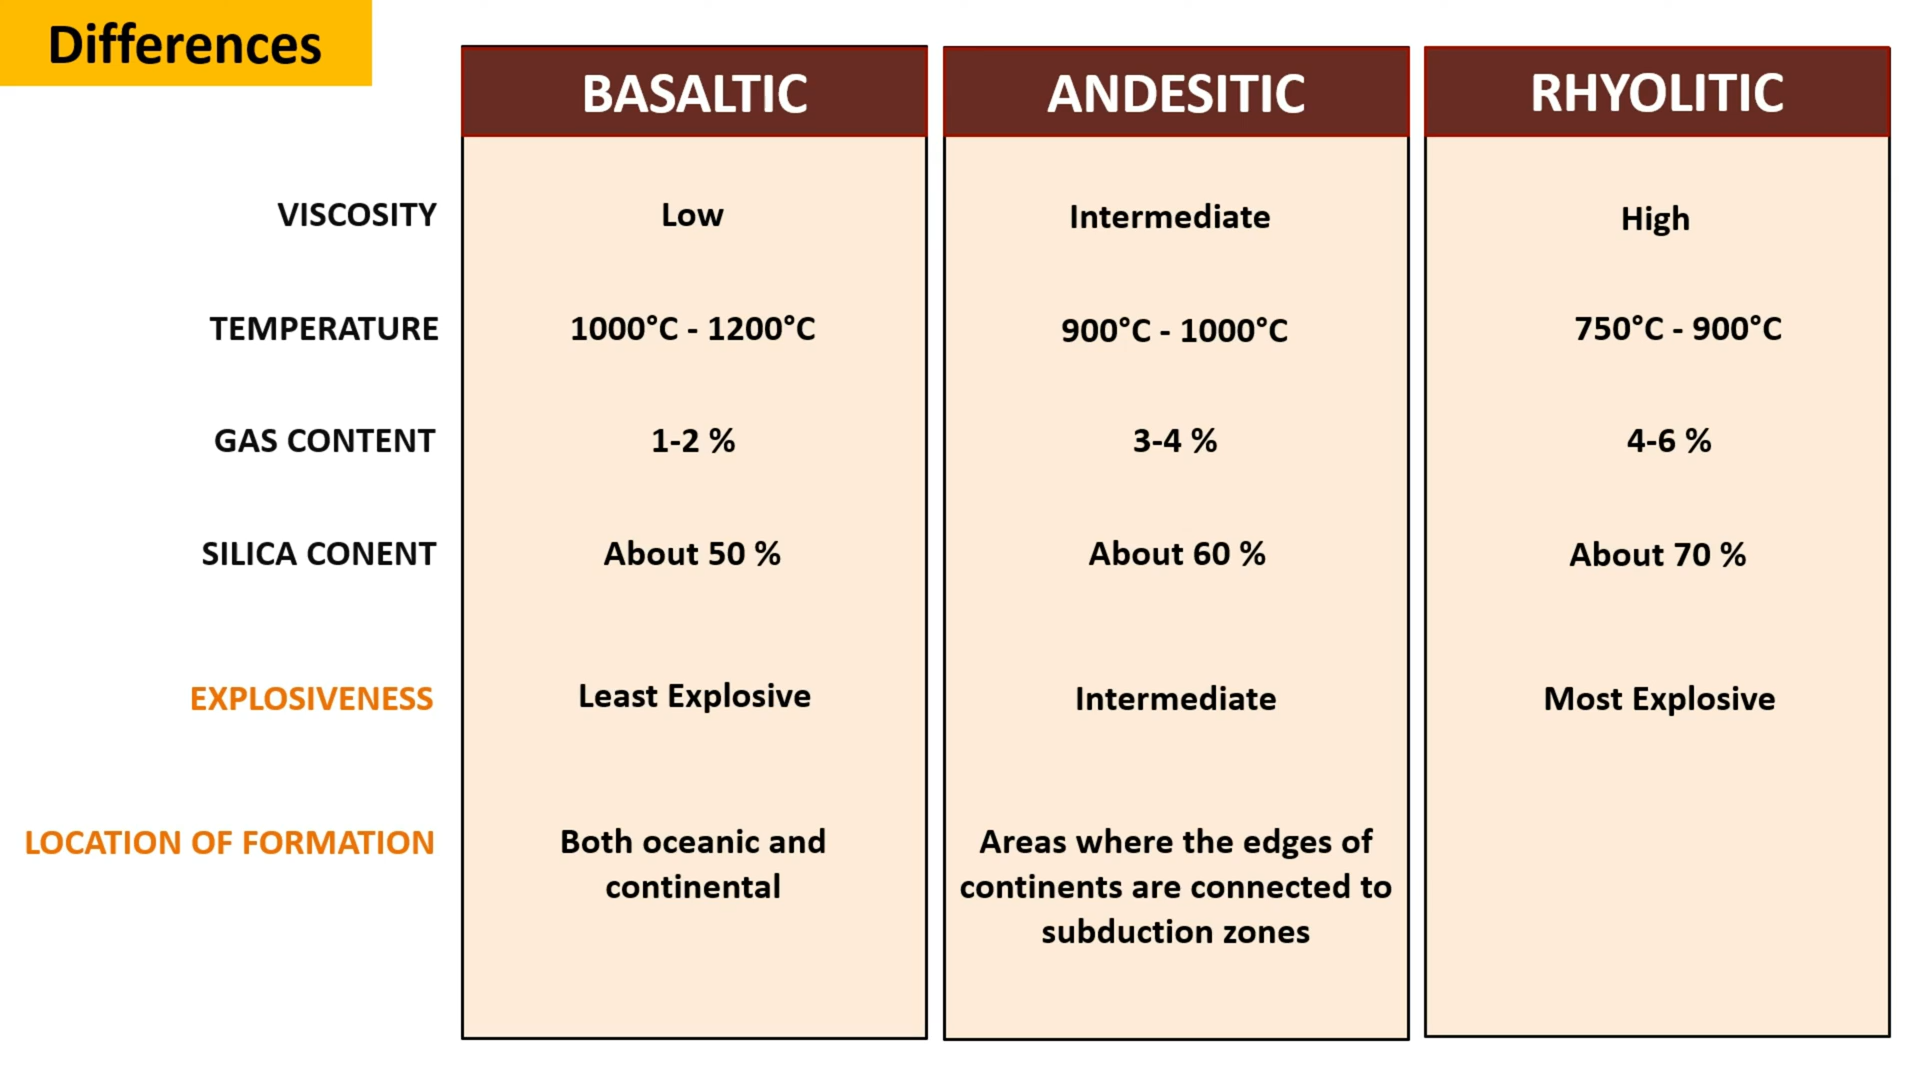 Differences
BASALTIC ANDESITIC RHYOLITIC
VISCOSITY Low Intermediate High
TEMPERATURE 1000°C - 1200°C 900°C - 1000°C 750°C - 900°C
GAS CONTENT 1-2 % 3-4 % 4-6 %
SILICA CONENT About 50 % About 60 % About 70 %
EXPLOSIVENESS Least Explosive Intermediate Most Explosive
LOCATION OF FORMATION Both oceanic and Areas where the edges of
continental continents are connected to
subduction zones